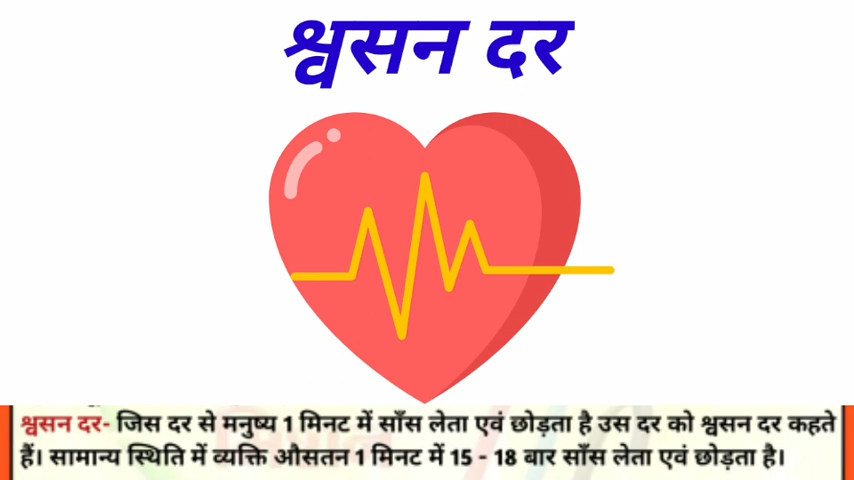 श्वसन दर
श्वसन दर- जिस दर से मनुष्य 1 मिनट में साँस लेता एवं छोड़ता है उस दर को श्वसन दर कहते
हैं। सामान्य स्थिति में व्यक्ति औसतन 1 मिनट में 15 - 18 बार साँस लेता एवं छोड़ता है।